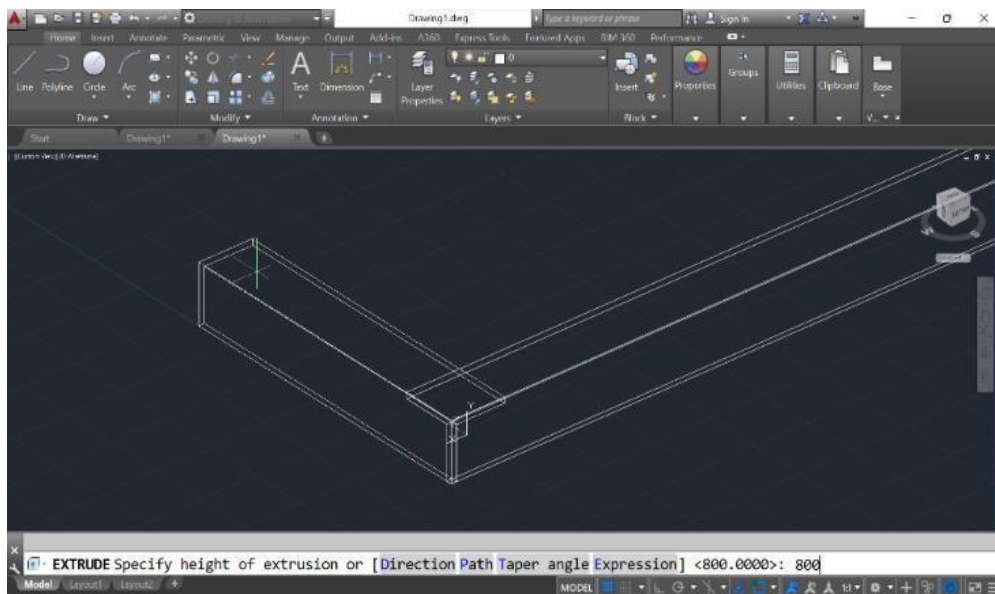 Drawing1.dwg Type a keyword or phrase Sign In
Home Insert Annotate Parametric View Manage Output Add-ins A360 Express Tools Featured Apps BIM 360 Performance
0
Line Polyline Circle Arc Text Dimension Layer Properties Insert Properties Groups Utilities Clipboard Base
Draw Modify Annotation Layers Block V...
Start Drawing1* Drawing1*
Y
EXTRUDE Specify height of extrusion or [Direction Path Taper angle Expression] <800.0000>: 800
Model Layout1 Layout2 + MODEL 1:1